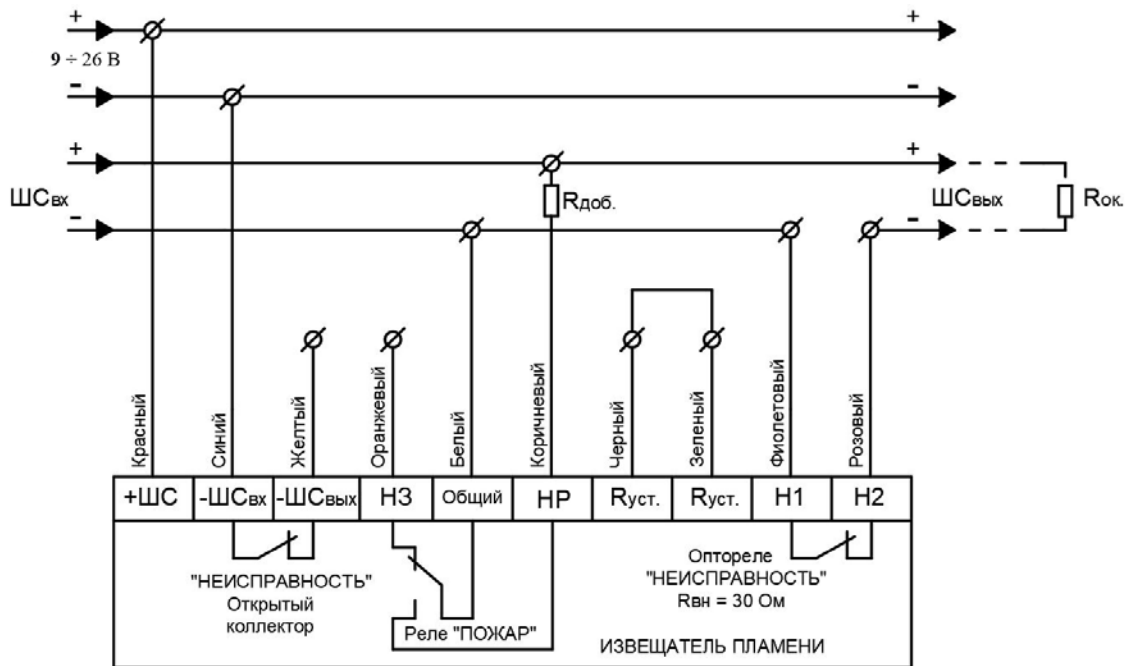 + +
9 ÷ 26 В
- -
+ +
ШСвх Rдоб. ШСвых Rок.
- -
Красный
Синий
Желтый
Оранжевый
Белый
Коричневый
Черный
Зеленый
Фиолетовый
Розовый
+ШС -ШСвх -ШСвых НЗ Общий НР Rуст. Rуст. Н1 Н2
"НЕИСПРАВНОСТЬ"
Открытый
коллектор
Реле "ПОЖАР"
Оптореле
"НЕИСПРАВНОСТЬ"
Rвн = 30 Ом
ИЗВЕЩАТЕЛЬ ПЛАМЕНИ